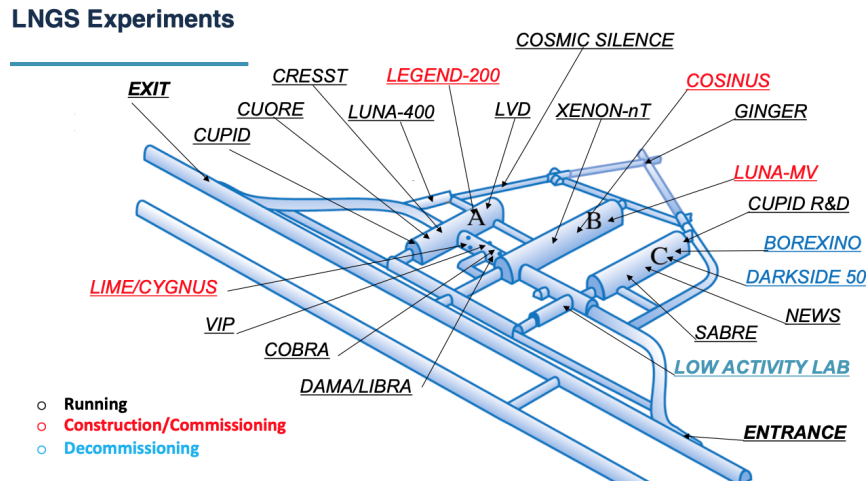 LNGS Experiments
COSMIC SILENCE
CRESST
LEGEND-200
COSINUS
EXIT
CUORE
LUNA-400
LVD
XENON-nT
GINGER
CUPID
LUNA-MV
A
B
CUPID R&D
C
BOREXINO
DARKSIDE 50
LIME/CYGNUS
NEWS
VIP
SABRE
COBRA
LOW ACTIVITY LAB
DAMA/LIBRA
Running
Construction/Commissioning
Decommissioning
ENTRANCE